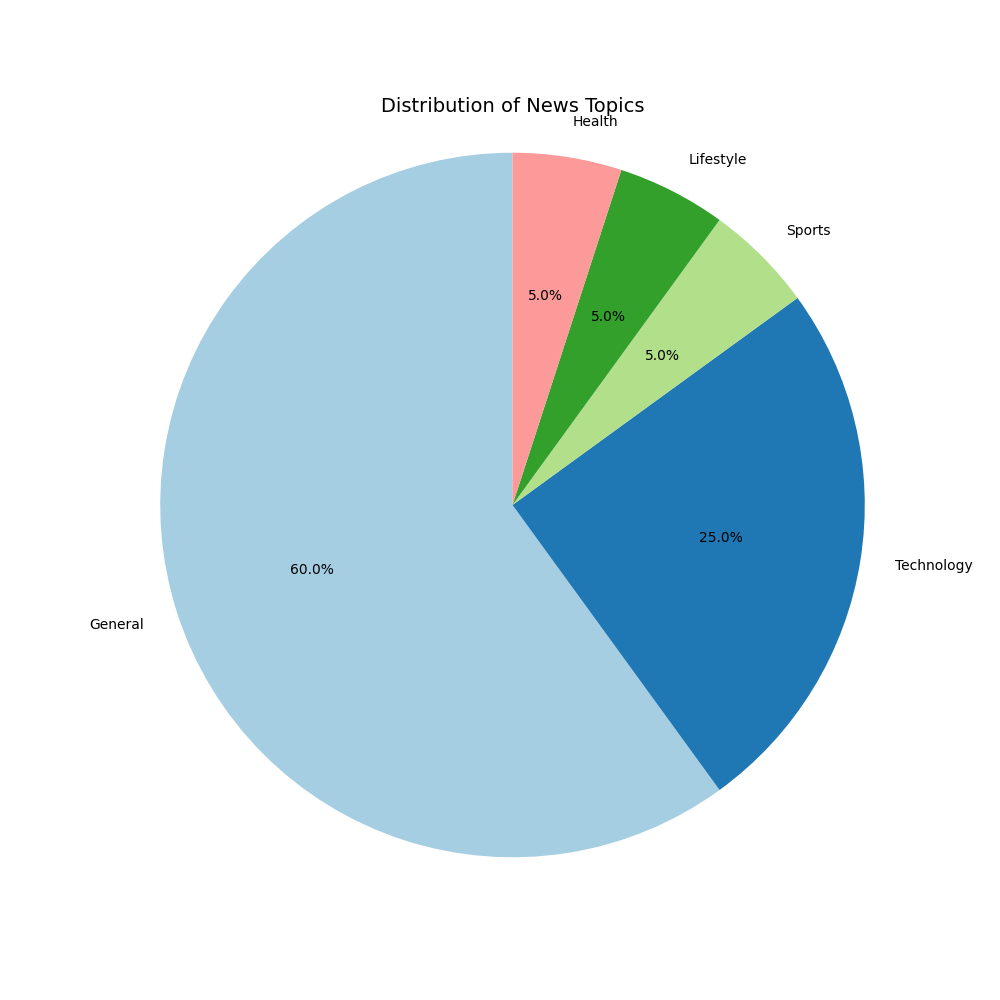 Distribution of News Topics
Health
Lifestyle
Sports
5.0%
5.0%
5.0%
25.0%
Technology
60.0%
General